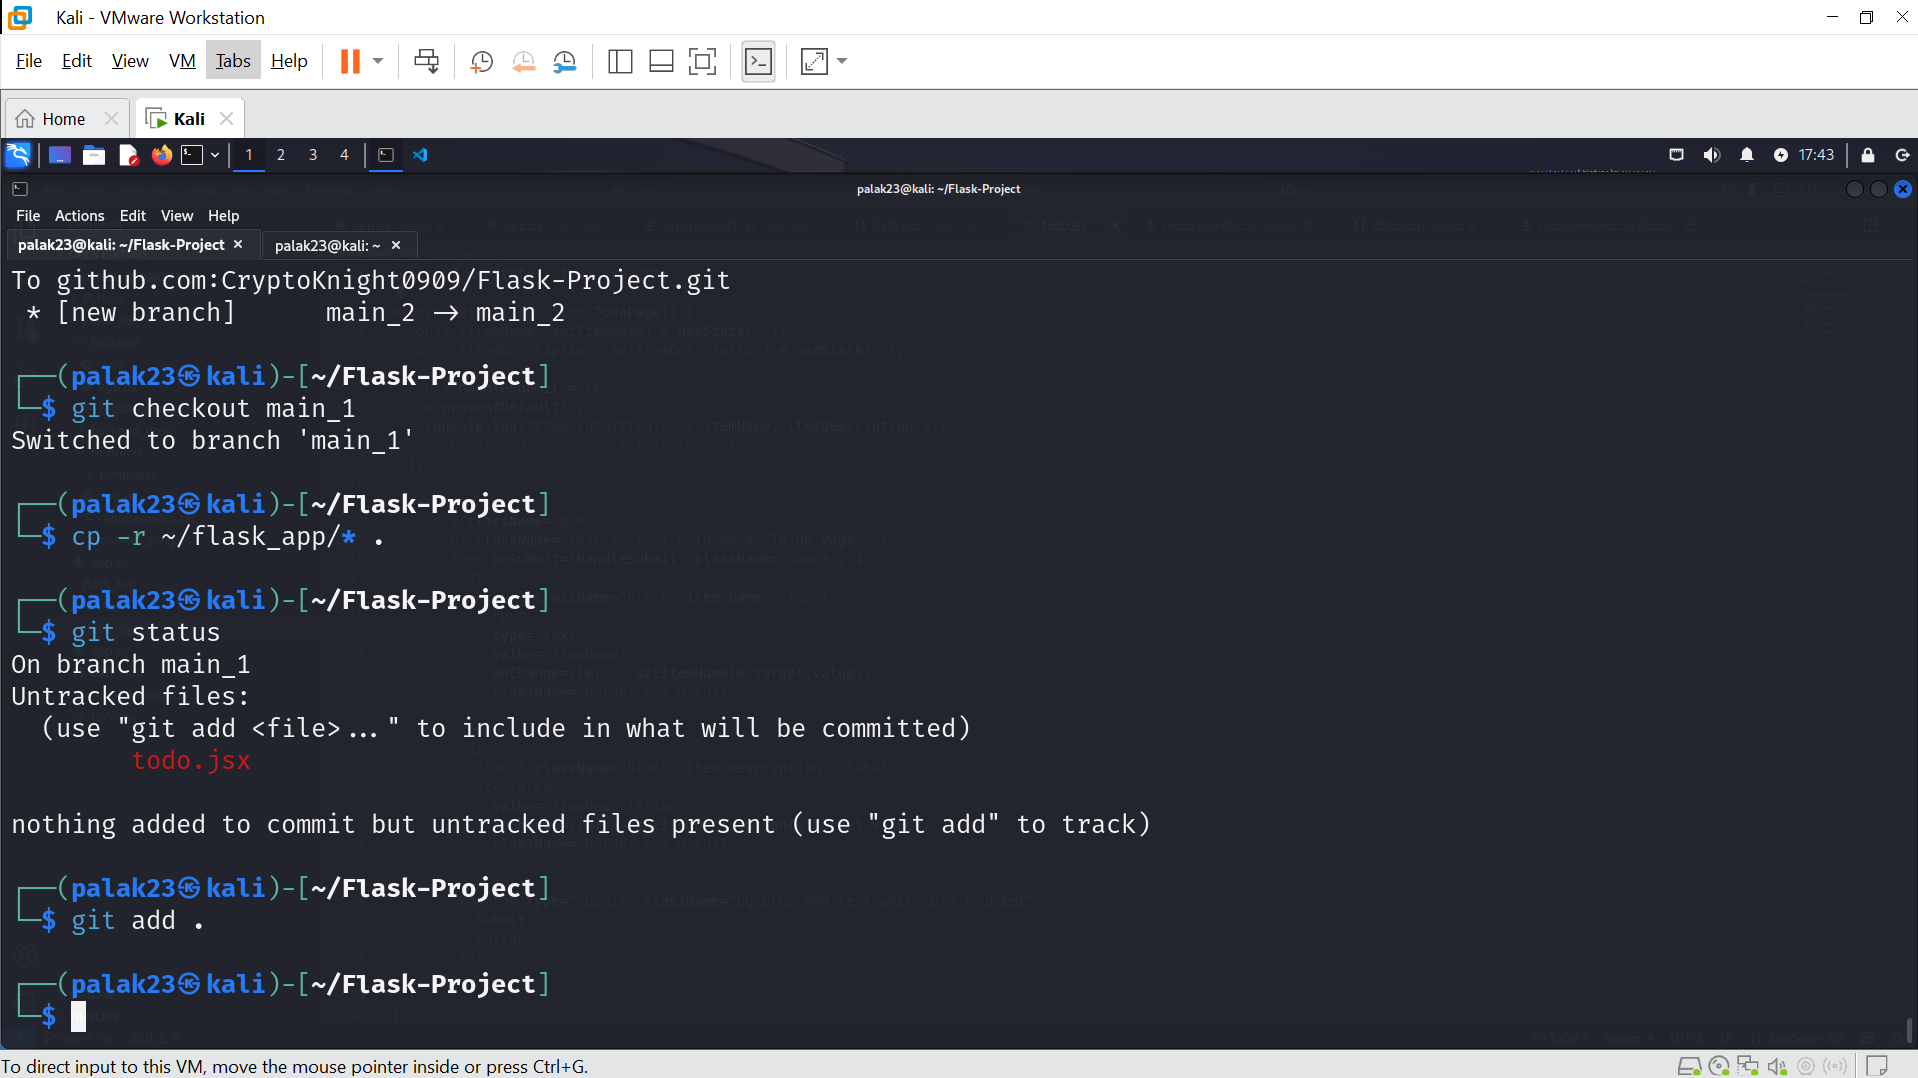 Kali - VMware Workstation
File Edit View VM Tabs Help
Home Kali
1 2 3 4 17:43
palak23@kali: ~/Flask-Project
File Actions Edit View Help
palak23@kali: ~/Flask-Project palak23@kali: ~
To github.com:CryptoKnight0909/Flask-Project.git
* [new branch] main_2 → main_2
(palak23㉿kali)-[~/Flask-Project]
$ git checkout main_1
Switched to branch 'main_1'
(palak23㉿kali)-[~/Flask-Project]
$ cp -r ~/flask_app/* .
(palak23㉿kali)-[~/Flask-Project]
$ git status
On branch main_1
Untracked files:
(use "git add <file>..." to include in what will be committed)
todo.jsx
nothing added to commit but untracked files present (use "git add" to track)
(palak23㉿kali)-[~/Flask-Project]
$ git add .
(palak23㉿kali)-[~/Flask-Project]
$
To direct input to this VM, move the mouse pointer inside or press Ctrl+G.